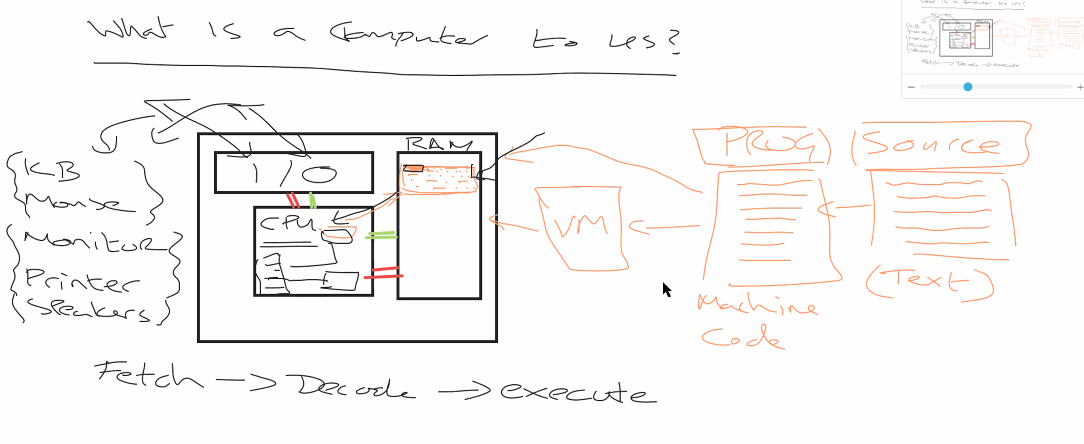 What is a Computer to us?
I/O
RAM
CPU
KB
Mouse
Monitor
Printer
Speakers
VM
PROG
Machine
Code
Source
(Text)
Fetch -> Decode -> execute